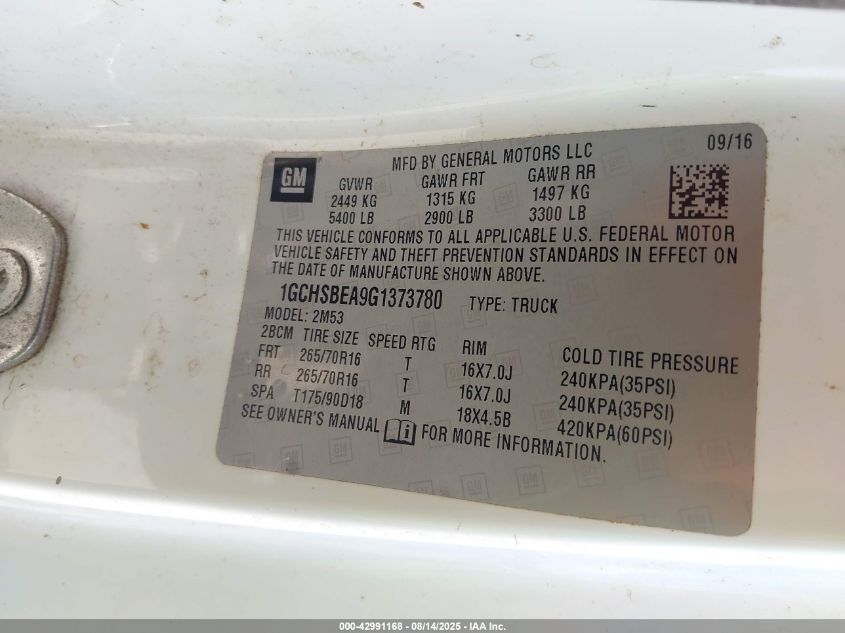 09/16
GM
MFD BY GENERAL MOTORS LLC
GVWR GAWR FRT GAWR RR
2449 KG 1315 KG 1497 KG
5400 LB 2900 LB 3300 LB
THIS VEHICLE CONFORMS TO ALL APPLICABLE U.S. FEDERAL MOTOR
VEHICLE SAFETY AND THEFT PREVENTION STANDARDS IN EFFECT ON
THE DATE OF MANUFACTURE SHOWN ABOVE.
1GCHSBEA9G1373780 TYPE: TRUCK
MODEL: 2M53
2BCM TIRE SIZE SPEED RTG RIM COLD TIRE PRESSURE
FRT 265/70R16 T 16X7.0J 240KPA(35PSI)
RR 265/70R16 T 16X7.0J 240KPA(35PSI)
SPA T175/90D18 M 18X4.5B 420KPA(60PSI)
SEE OWNER'S MANUAL FOR MORE INFORMATION.
000-42991168 - 08/14/2025 - IAA Inc.